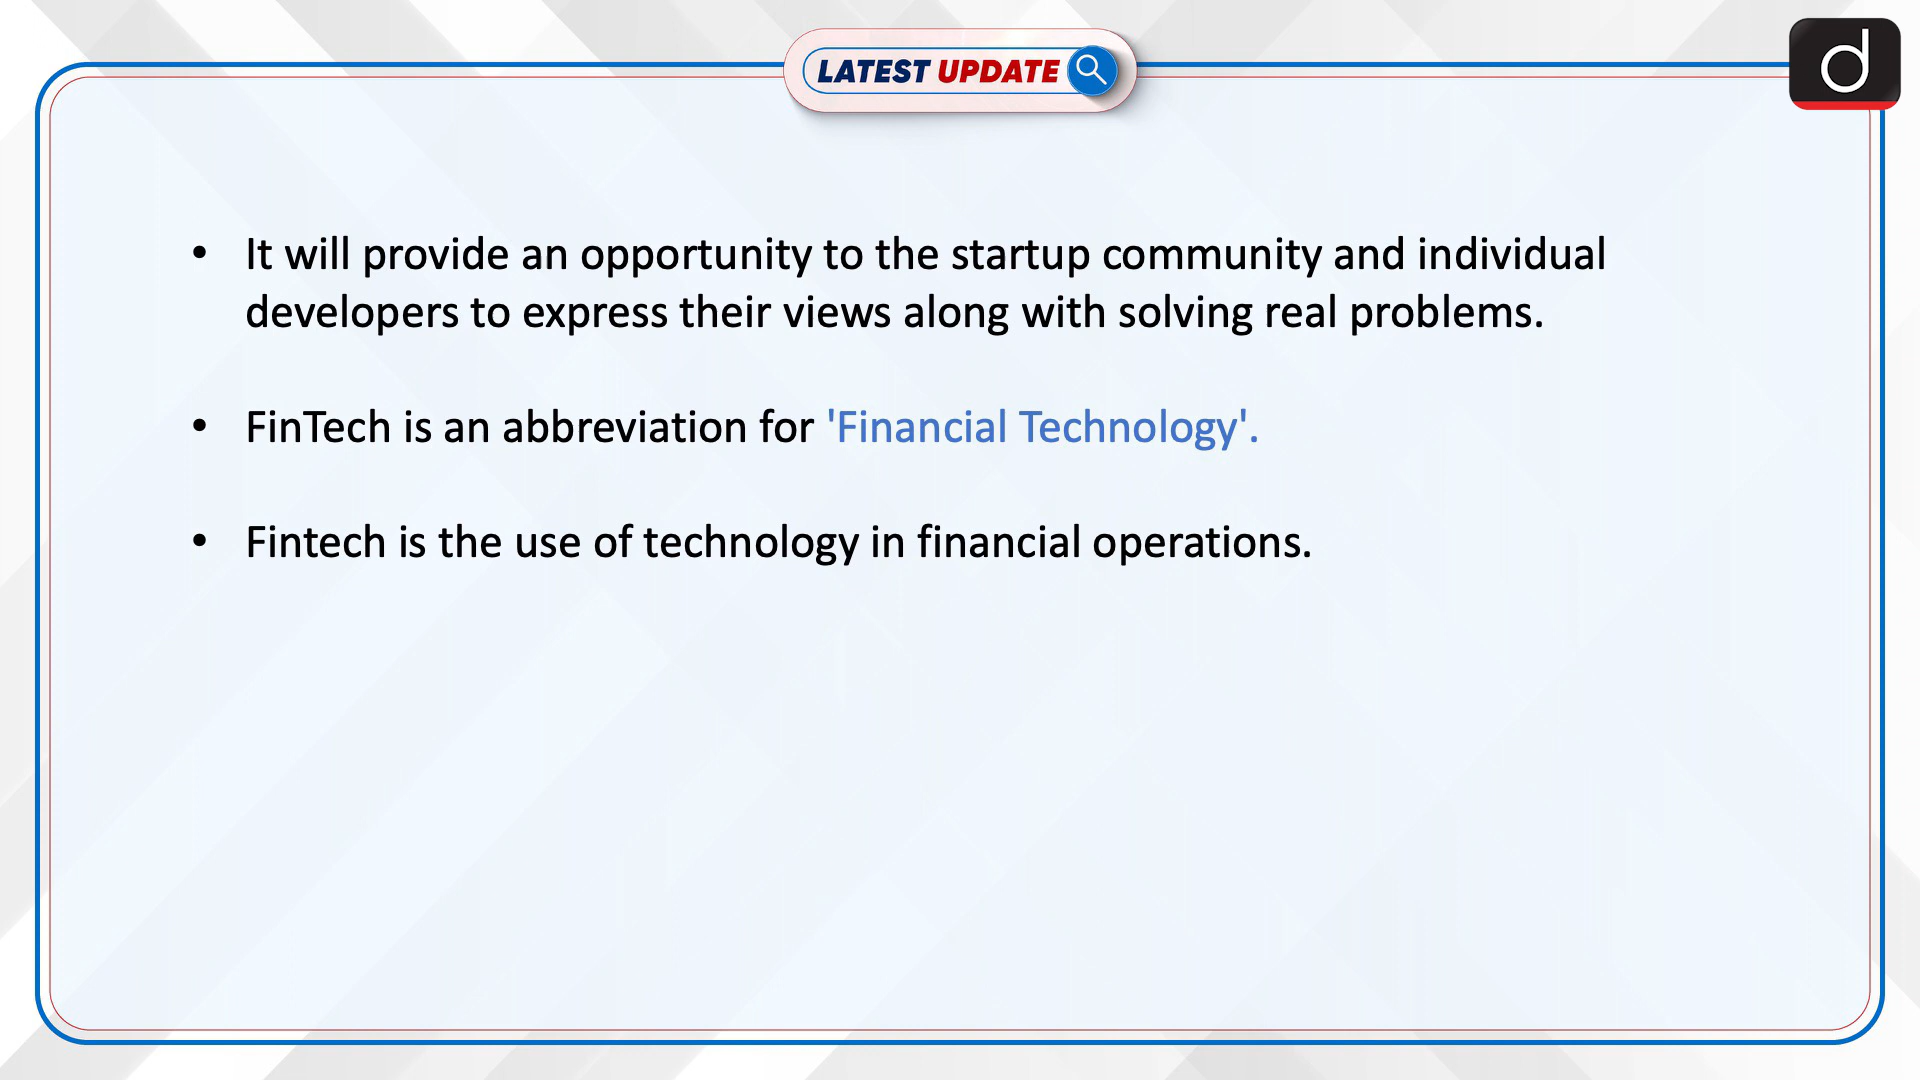 LATEST UPDATE
d
• It will provide an opportunity to the startup community and individual
developers to express their views along with solving real problems.
• FinTech is an abbreviation for 'Financial Technology'.
• Fintech is the use of technology in financial operations.